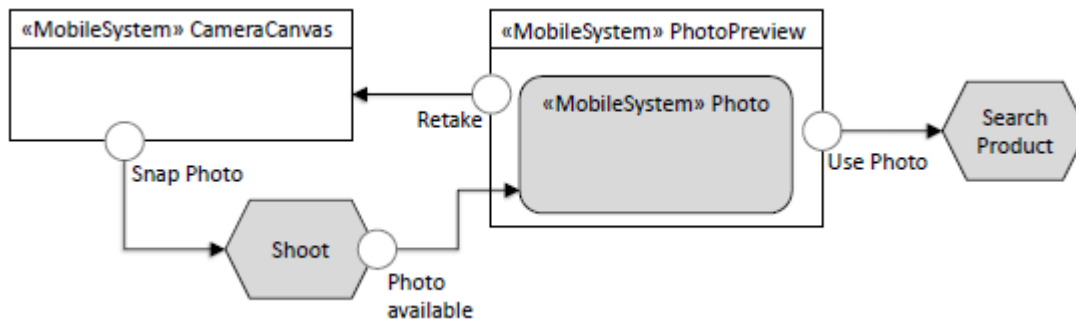 «MobileSystem» CameraCanvas
«MobileSystem» PhotoPreview
«MobileSystem» Photo
Retake
Search
Product
Use Photo
Snap Photo
Shoot
Photo
available